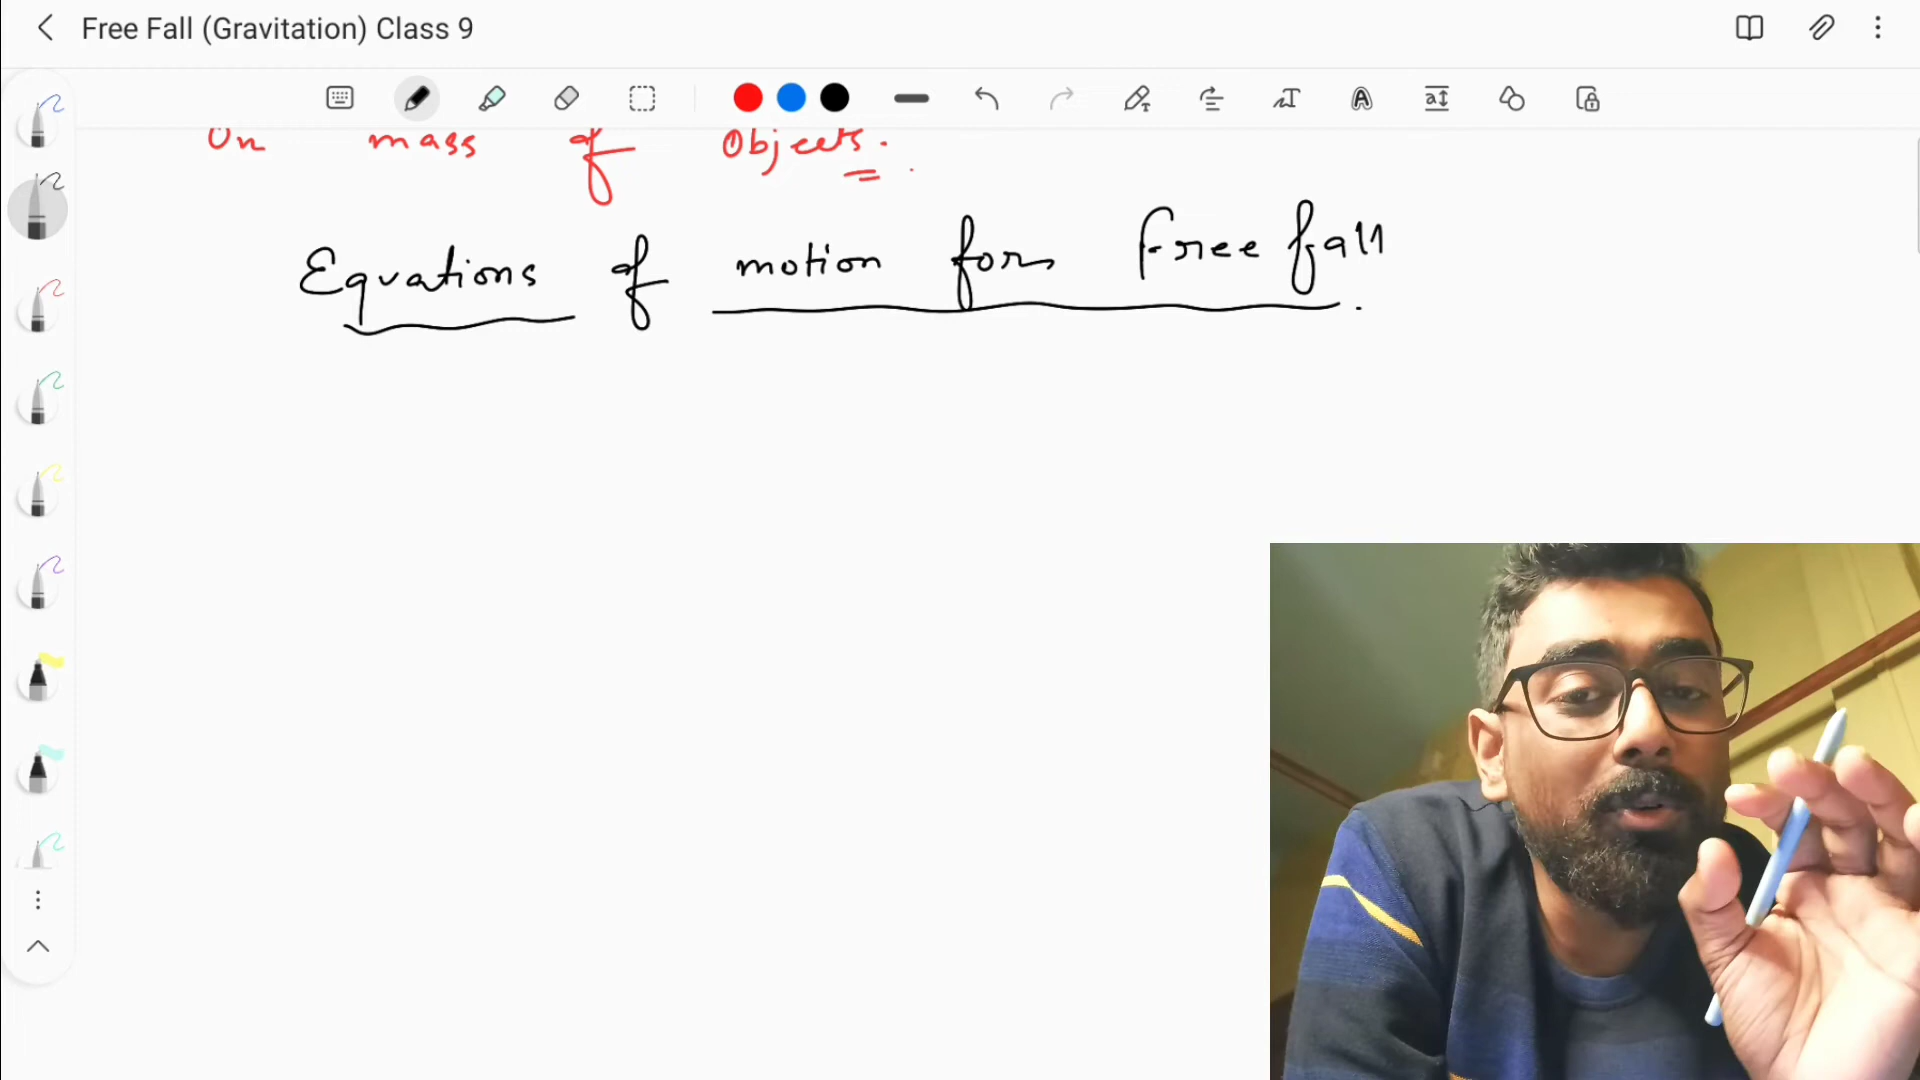 Free Fall (Gravitation) Class 9
On mass of Objects.
Equations of motion for Free fall.